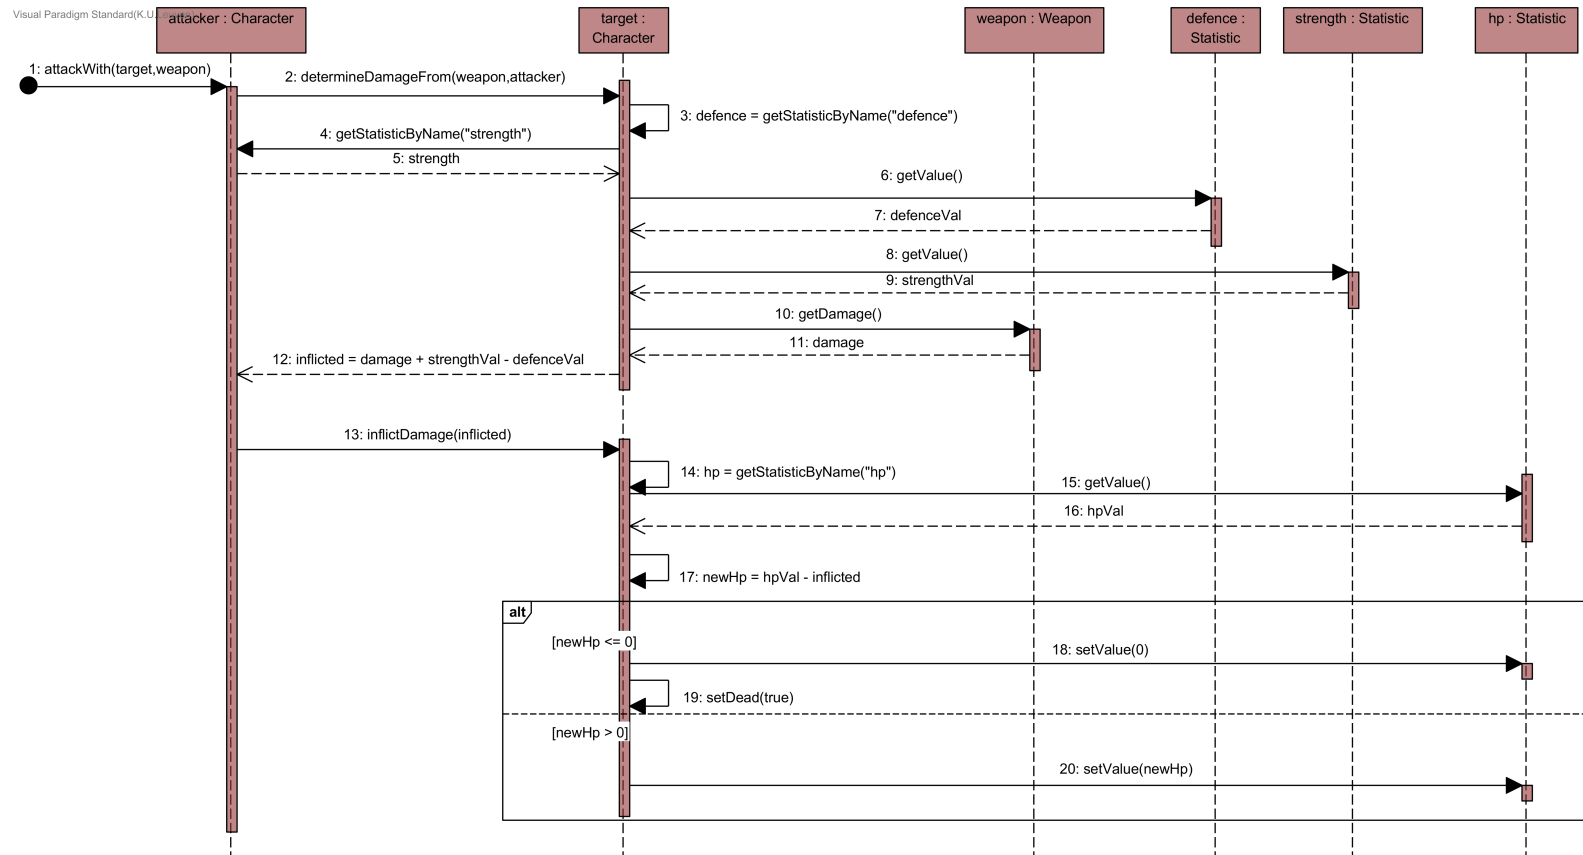 Visual Paradigm Standard(K.U.
attacker : Character
target :
Character
weapon : Weapon
defence :
Statistic
strength : Statistic
hp : Statistic
1: attackWith(target,weapon)
2: determineDamageFrom(weapon,attacker)
3: defence = getStatisticByName("defence")
4: getStatisticByName("strength")
5: strength
6: getValue()
7: defenceVal
8: getValue()
9: strengthVal
10: getDamage()
11: damage
12: inflicted = damage + strengthVal - defenceVal
13: inflictDamage(inflicted)
14: hp = getStatisticByName("hp")
15: getValue()
16: hpVal
17: newHp = hpVal - inflicted
alt
[newHp <= 0]
18: setValue(0)
19: setDead(true)
[newHp > 0]
20: setValue(newHp)